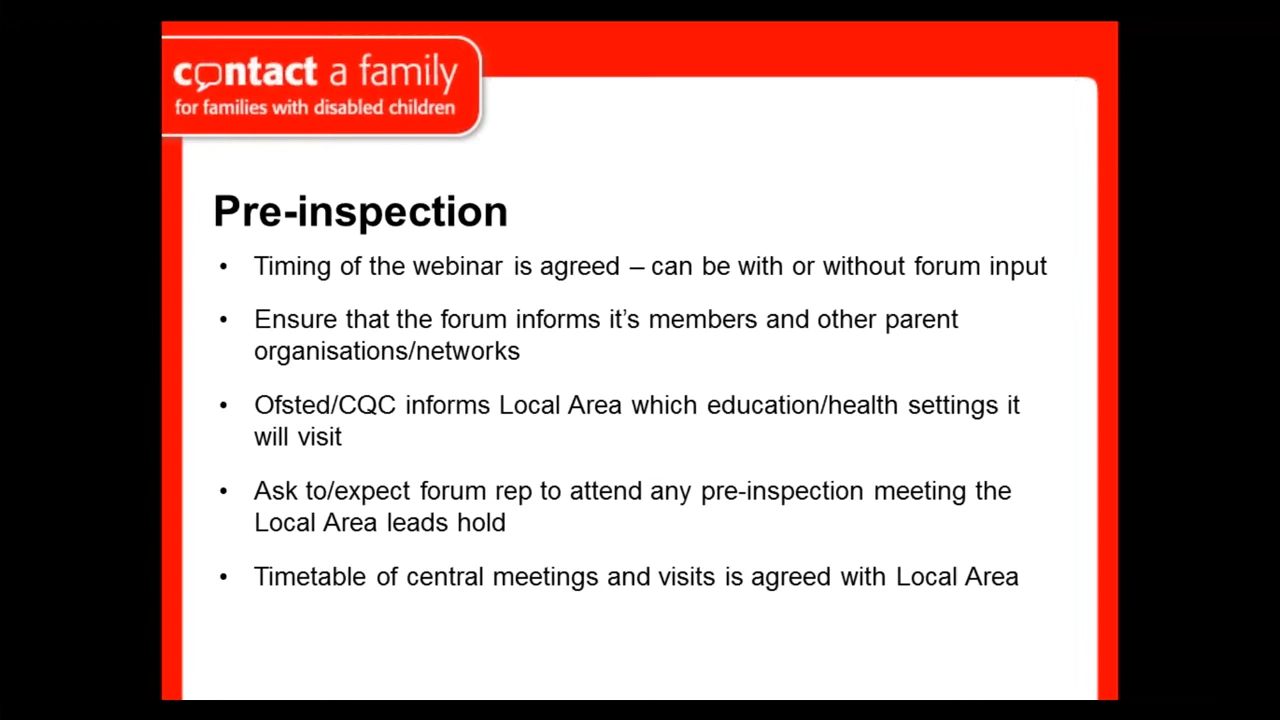 contact a family
for families with disabled children
Pre-inspection
• Timing of the webinar is agreed – can be with or without forum input
• Ensure that the forum informs it’s members and other parent
organisations/networks
• Ofsted/CQC informs Local Area which education/health settings it
will visit
• Ask to/expect forum rep to attend any pre-inspection meeting the
Local Area leads hold
• Timetable of central meetings and visits is agreed with Local Area